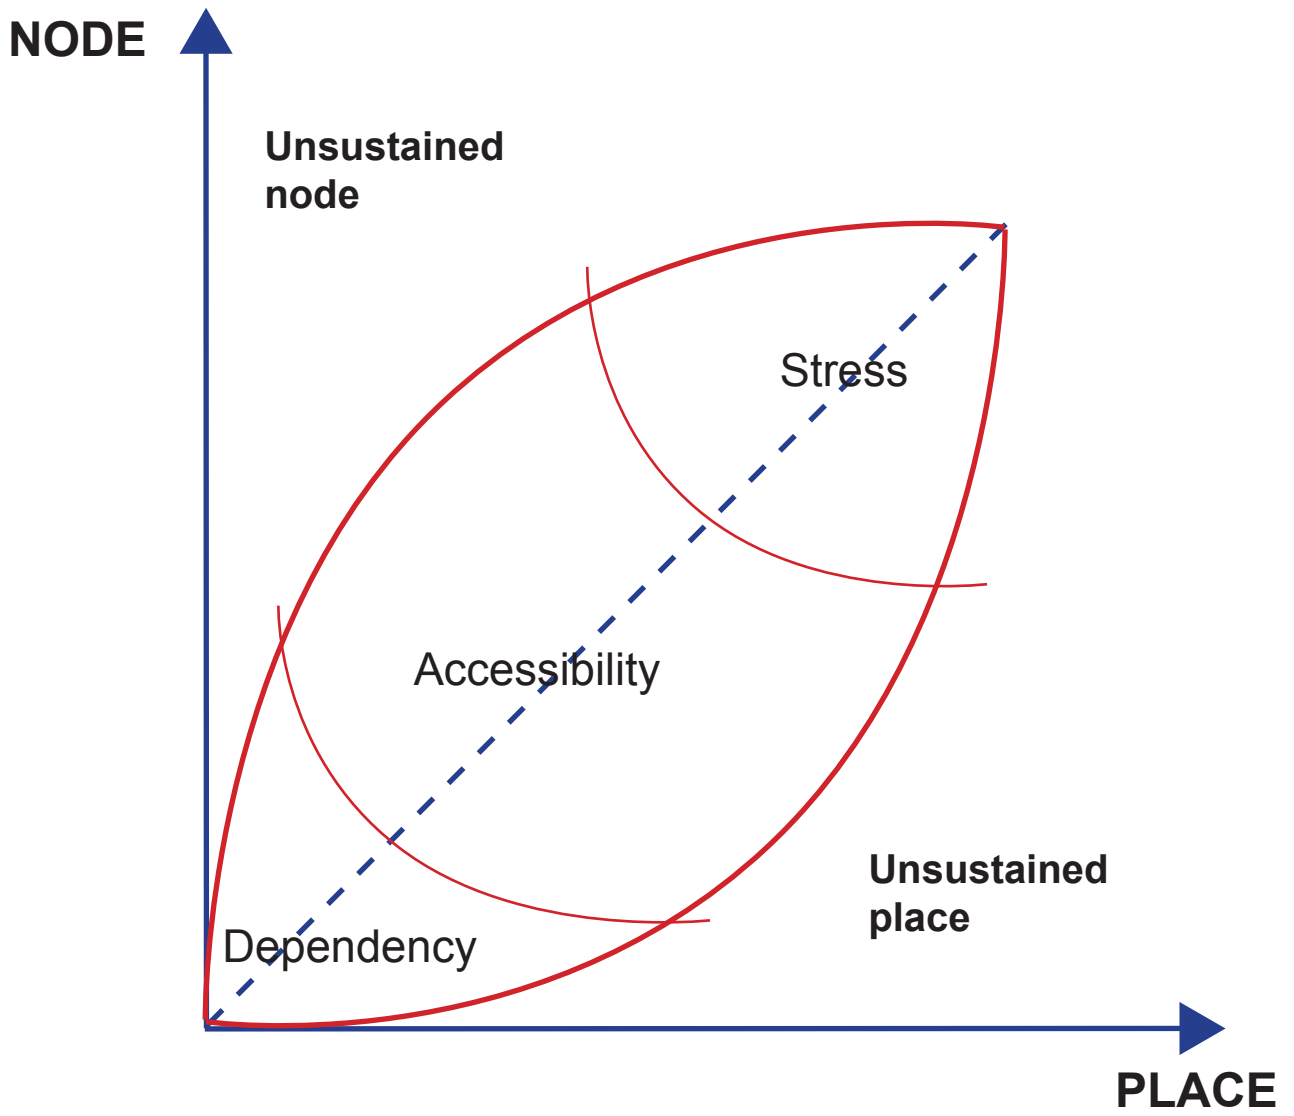 NODE
Unsustained
node
Stress
Accessibility
Unsustained
place
Dependency
PLACE